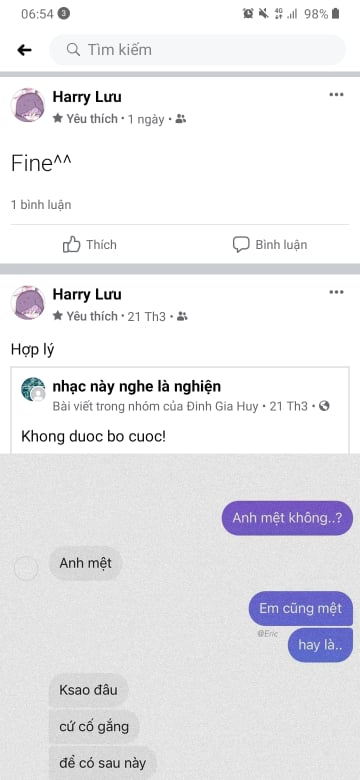 06:54 3 4G 98%
Tìm kiếm
Harry Lưu
Yêu thích • 1 ngày •
Fine^^
1 bình luận
Thích Bình luận
Harry Lưu
Yêu thích • 21 Th3 •
Hợp lý
nhạc này nghe là nghiện
Bài viết trong nhóm của Đinh Gia Huy • 21 Th3 •
Khong duoc bo cuoc!
Anh mệt không..?
Anh mệt
Em cũng mệt
@Eric
hay là..
Ksao đâu
cứ cố gắng
để có sau này